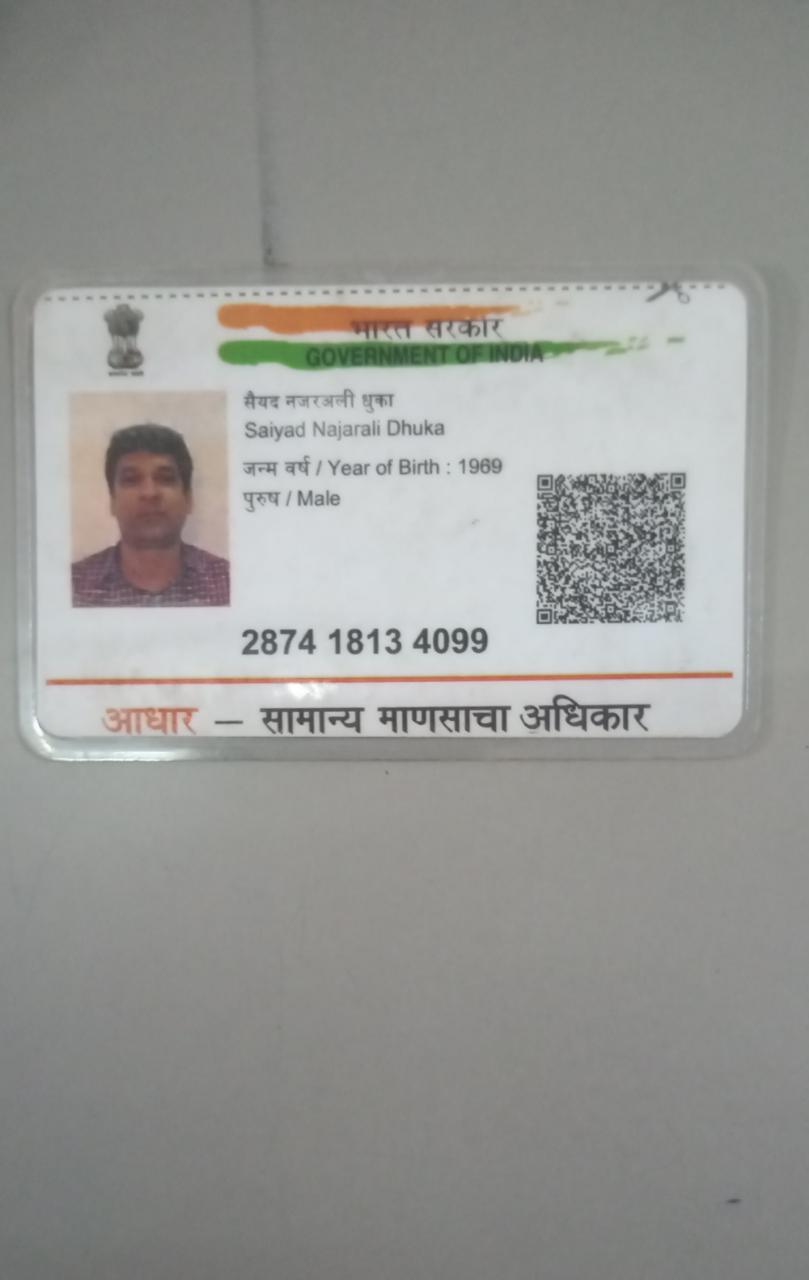 भारत सरकार
GOVERNMENT OF INDIA
सैयद नजरअली धुका
Saiyad Najarali Dhuka
जन्म वर्ष / Year of Birth : 1969
पुरुष / Male
2874 1813 4099
आधार – सामान्य माणसाचा अधिकार